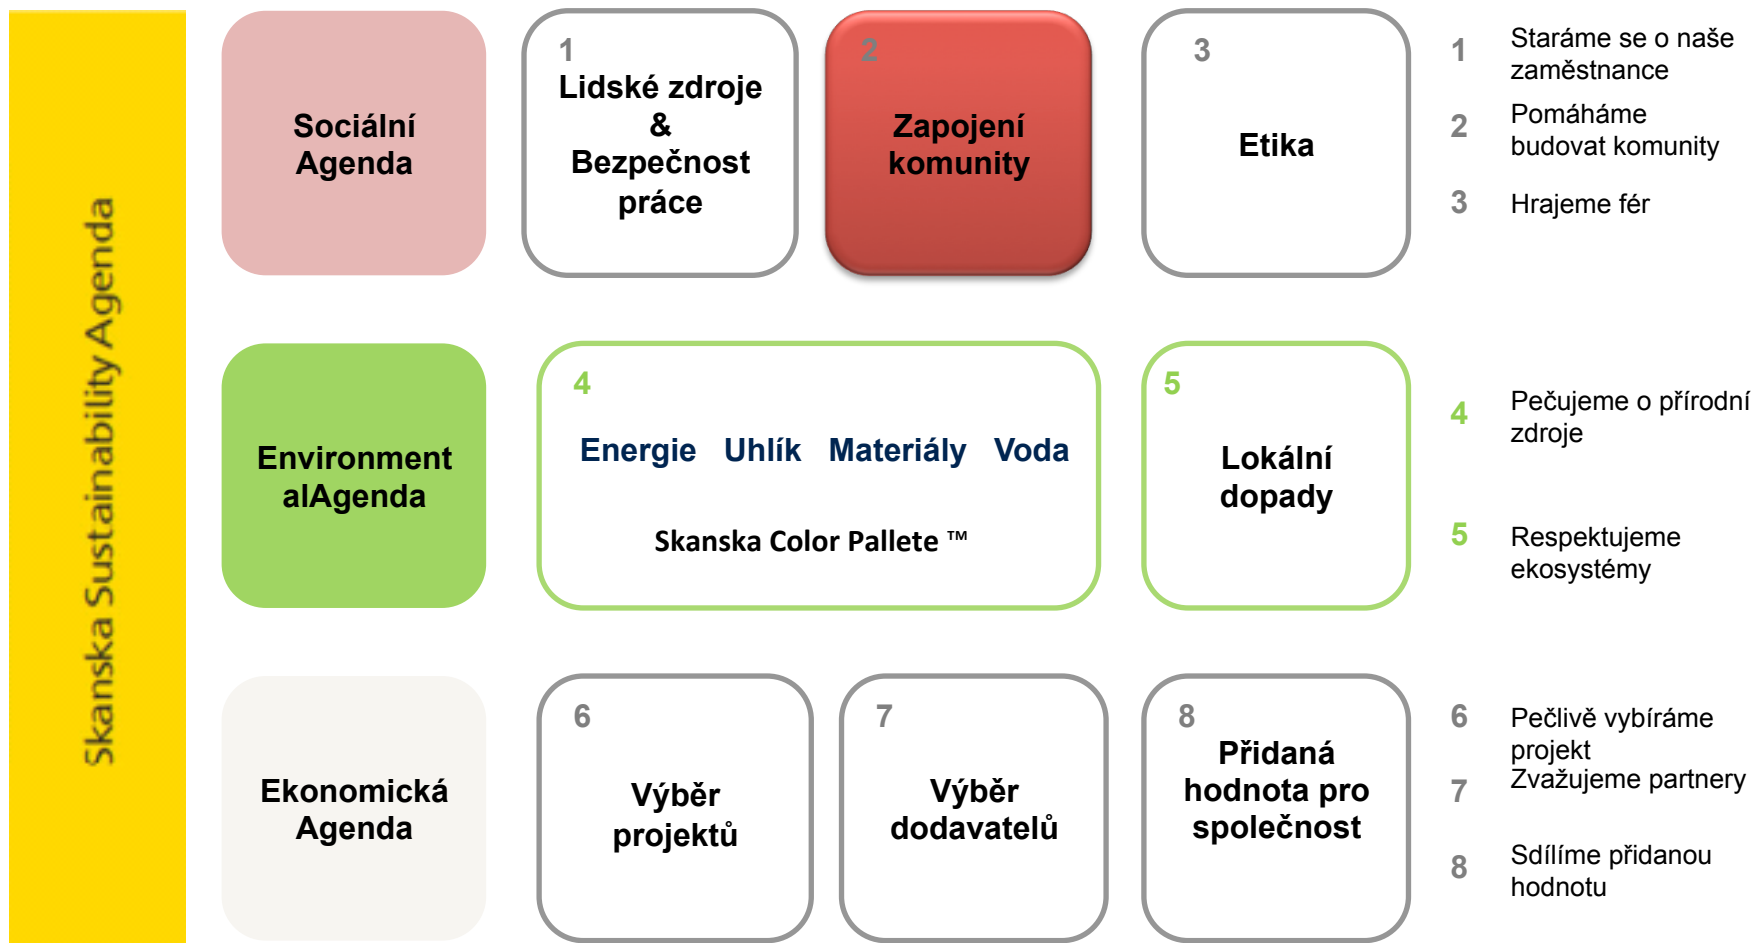 Skanska Sustainability Agenda
Sociální
Agenda
1
Lidské zdroje
&
Bezpečnost
práce
2
Zapojení
komunity
3
Etika
1
Staráme se o naše
zaměstnance
2
Pomáháme
budovat komunity
3
Hrajeme fér
Environment
alAgenda
4
Energie Uhlík Materiály Voda
Skanska Color Pallete ™
5
Lokální
dopady
4
Pečujeme o přírodní
zdroje
5
Respektujeme
ekosystémy
Ekonomická
Agenda
6
Výběr
projektů
7
Výběr
dodavatelů
8
Přidaná
hodnota pro
společnost
6
Pečlivě vybíráme
projekt
7
Zvažujeme partnery
8
Sdílíme přidanou
hodnotu